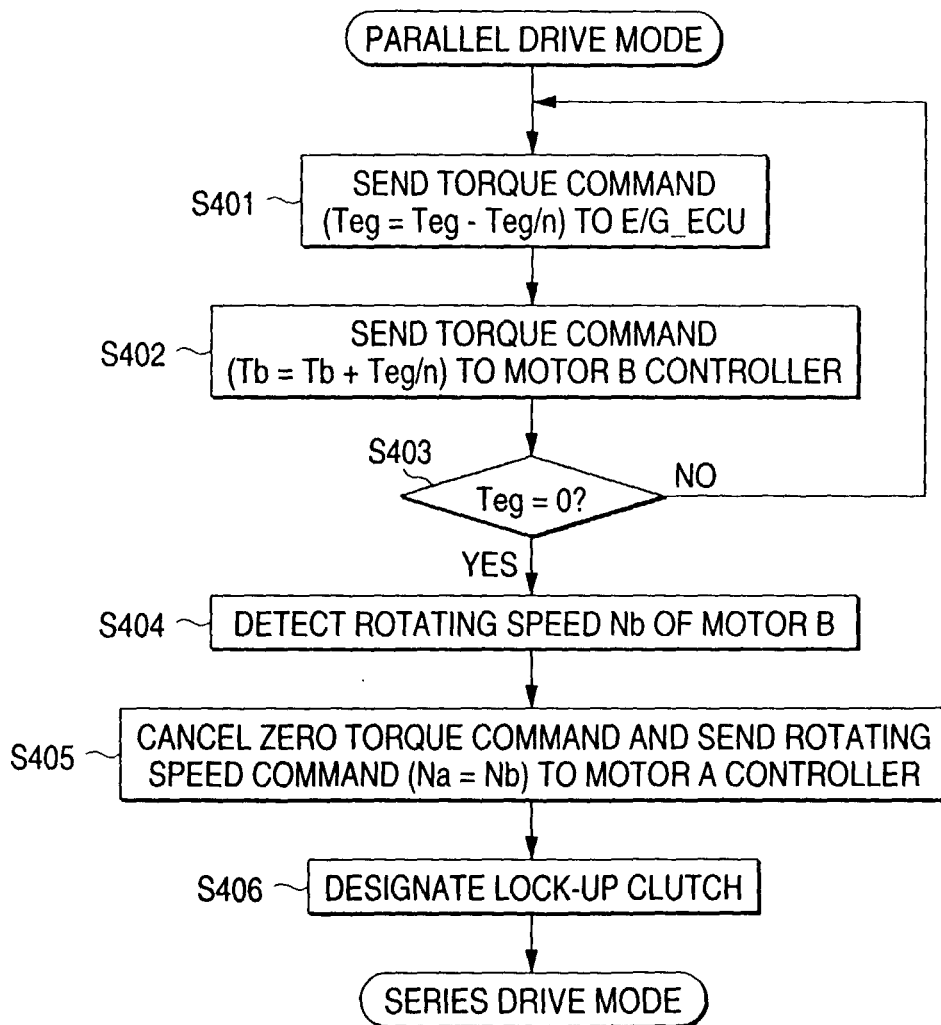 PARALLEL DRIVE MODE
S401
SEND TORQUE COMMAND
(Teg = Teg - Teg/n) TO E/G_ECU
S402
SEND TORQUE COMMAND
(Tb = Tb + Teg/n) TO MOTOR B CONTROLLER
S403
Teg = 0?
NO
YES
S404
DETECT ROTATING SPEED Nb OF MOTOR B
S405
CANCEL ZERO TORQUE COMMAND AND SEND ROTATING
SPEED COMMAND (Na = Nb) TO MOTOR A CONTROLLER
S406
DESIGNATE LOCK-UP CLUTCH
SERIES DRIVE MODE